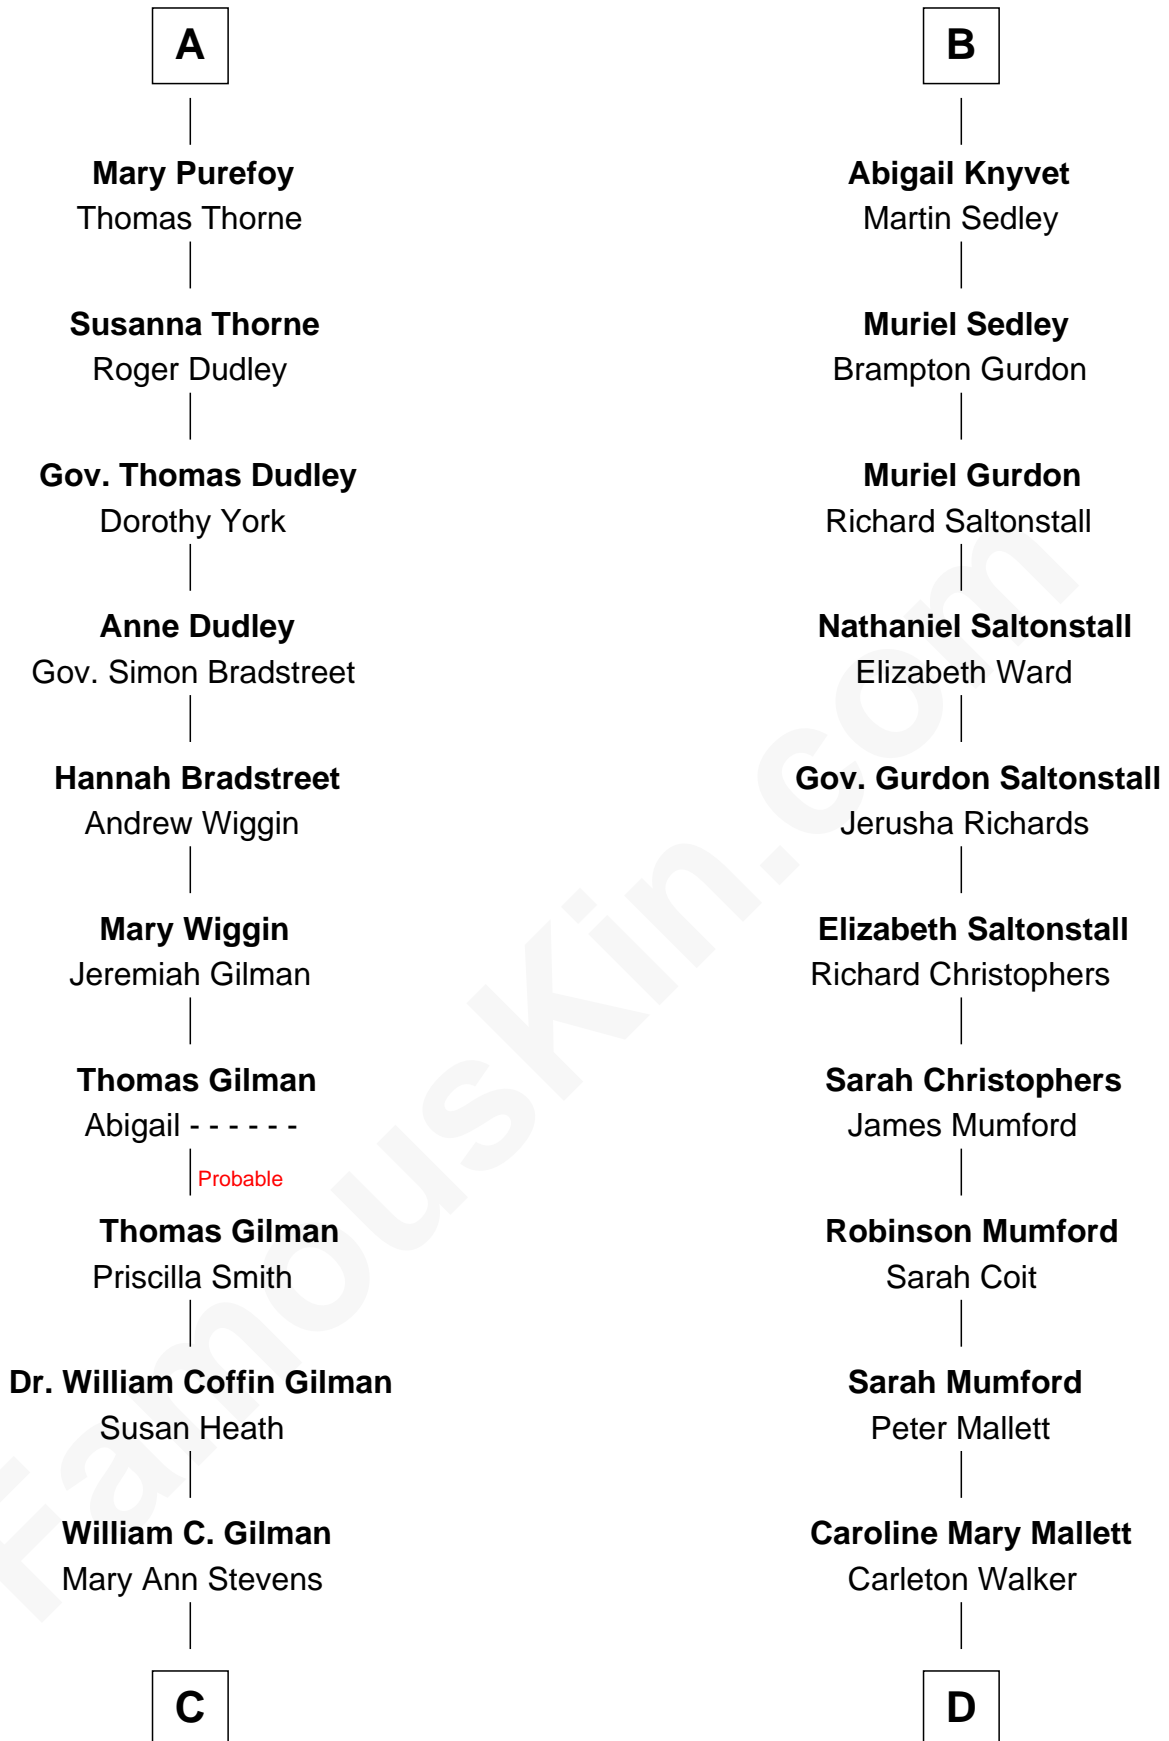 A
Mary Purefoy
Thomas Thorne
Susanna Thorne
Roger Dudley
Gov. Thomas Dudley
Dorothy York
Anne Dudley
Gov. Simon Bradstreet
Hannah Bradstreet
Andrew Wiggin
Mary Wiggin
Jeremiah Gilman
Thomas Gilman
Abigail - - - - - -
Probable
Thomas Gilman
Priscilla Smith
Dr. William Coffin Gilman
Susan Heath
William C. Gilman
Mary Ann Stevens
C
B
Abigail Knyvet
Martin Sedley
Muriel Sedley
Brampton Gurdon
Muriel Gurdon
Richard Saltonstall
Nathaniel Saltonstall
Elizabeth Ward
Gov. Gurdon Saltonstall
Jerusha Richards
Elizabeth Saltonstall
Richard Christophers
Sarah Christophers
James Mumford
Robinson Mumford
Sarah Coit
Sarah Mumford
Peter Mallett
Caroline Mary Mallett
Carleton Walker
D
FamousKin.com